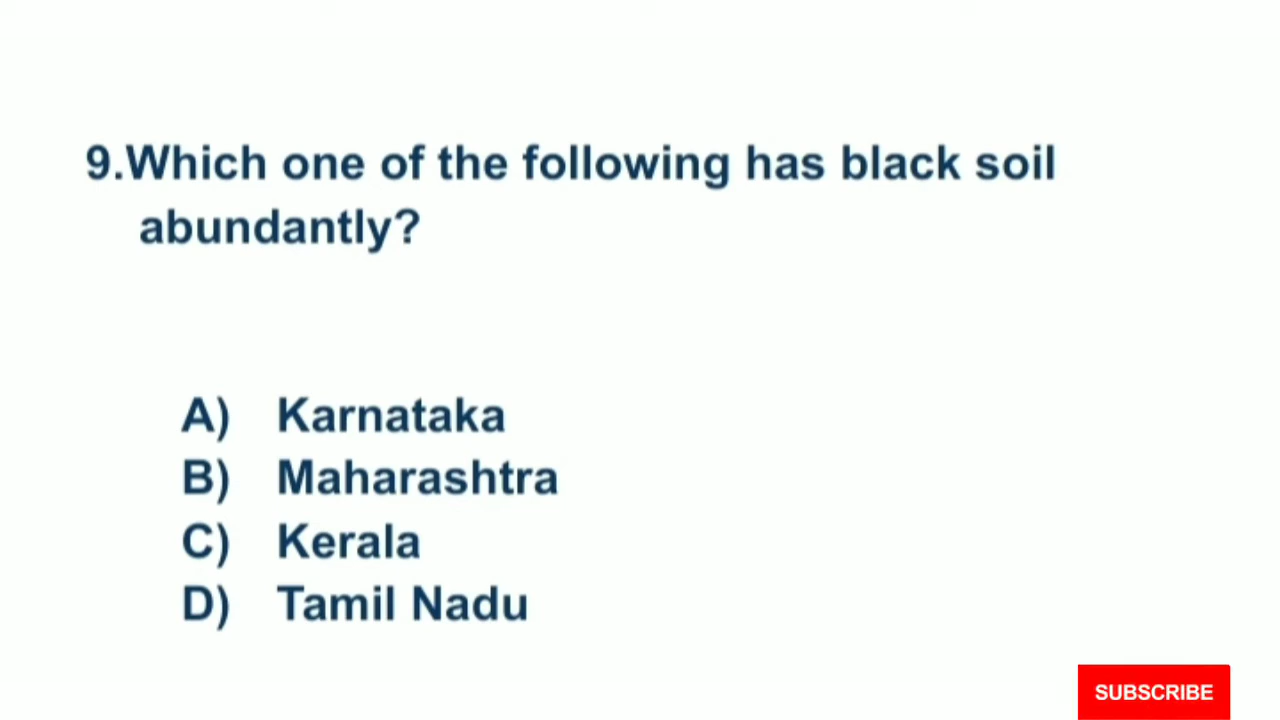 9.Which one of the following has black soil
abundantly?
A) Karnataka
B) Maharashtra
C) Kerala
D) Tamil Nadu
SUBSCRIBE